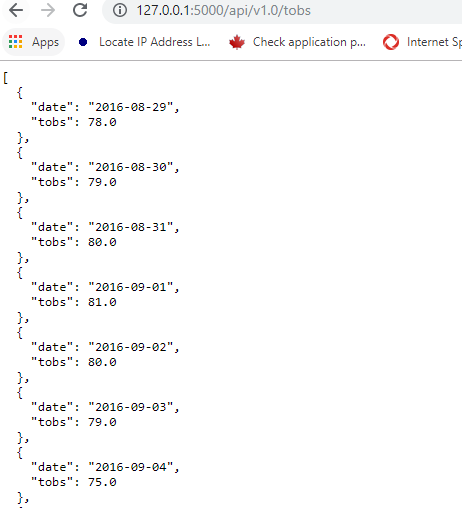 127.0.0.1:5000/api/v1.0/tobs
Apps Locate IP Address L... Check application p... Internet Sp
[
  {
    "date": "2016-08-29",
    "tobs": 78.0
  },
  {
    "date": "2016-08-30",
    "tobs": 79.0
  },
  {
    "date": "2016-08-31",
    "tobs": 80.0
  },
  {
    "date": "2016-09-01",
    "tobs": 81.0
  },
  {
    "date": "2016-09-02",
    "tobs": 80.0
  },
  {
    "date": "2016-09-03",
    "tobs": 79.0
  },
  {
    "date": "2016-09-04",
    "tobs": 75.0
  },